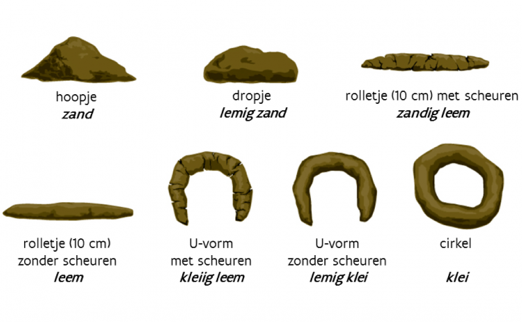 hoopje
zand
dropje
lemig zand
rolletje (10 cm) met scheuren
zandig leem
rolletje (10 cm)
zonder scheuren
leem
U-vorm
met scheuren
kleiig leem
U-vorm
zonder scheuren
lemig klei
cirkel
klei